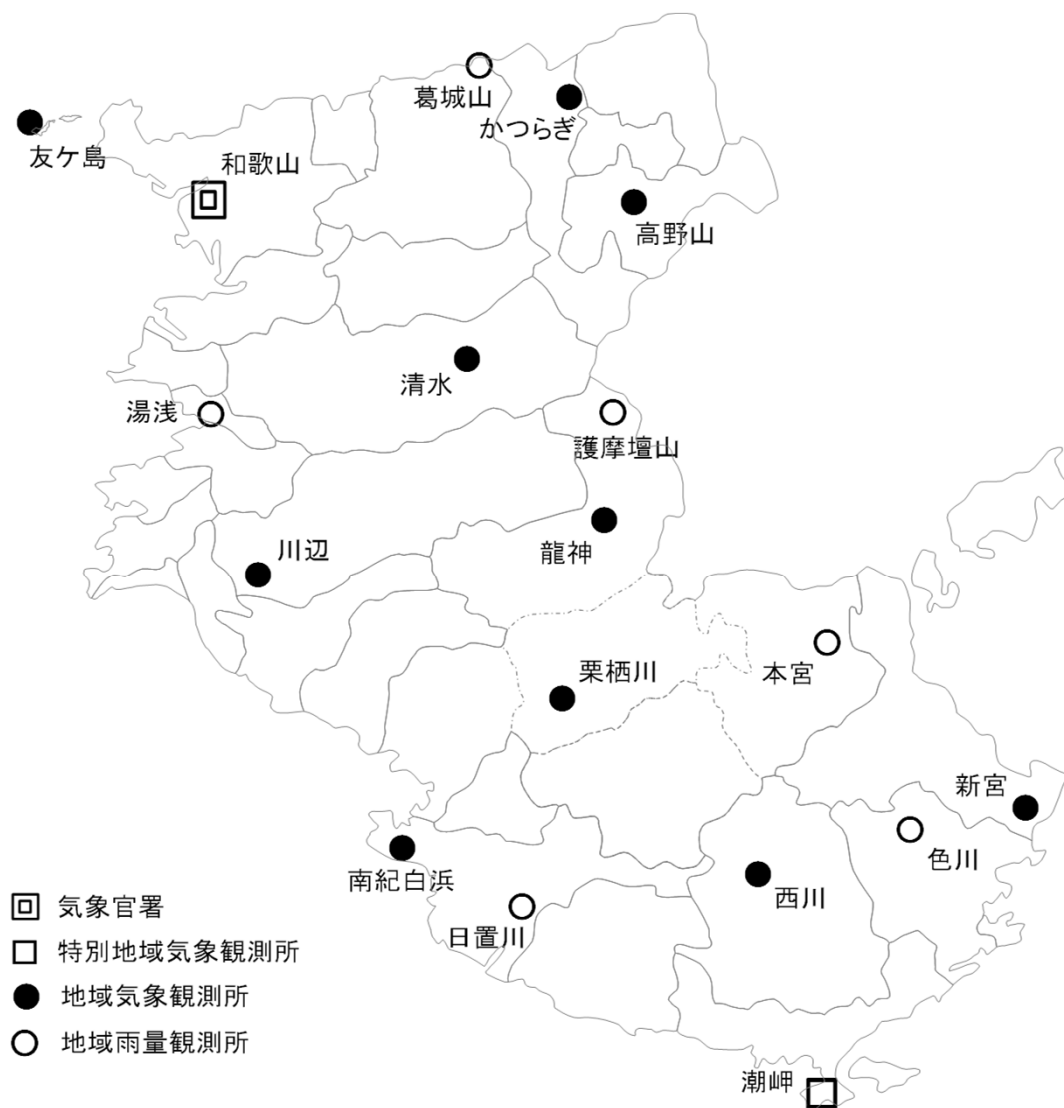 葛城山
かつらぎ
友ケ島
和歌山
高野山
清水
湯浅
護摩壇山
川辺
龍神
栗栖川
本宮
新宮
色川
南紀白浜
西川
日置川
気象官署
特別地域気象観測所
地域気象観測所
地域雨量観測所
潮岬